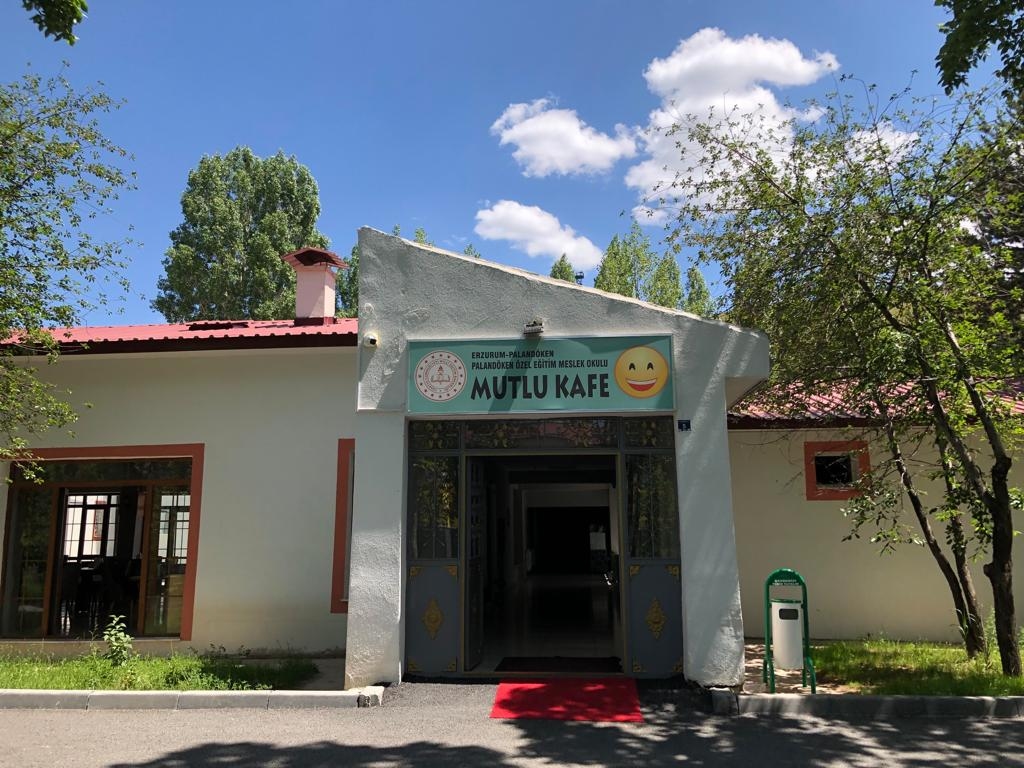 ERZURUM-PALANDÖKEN
PALANDÖKEN ÖZEL EĞİTİM MESLEK OKULU
MUTLU KAFE